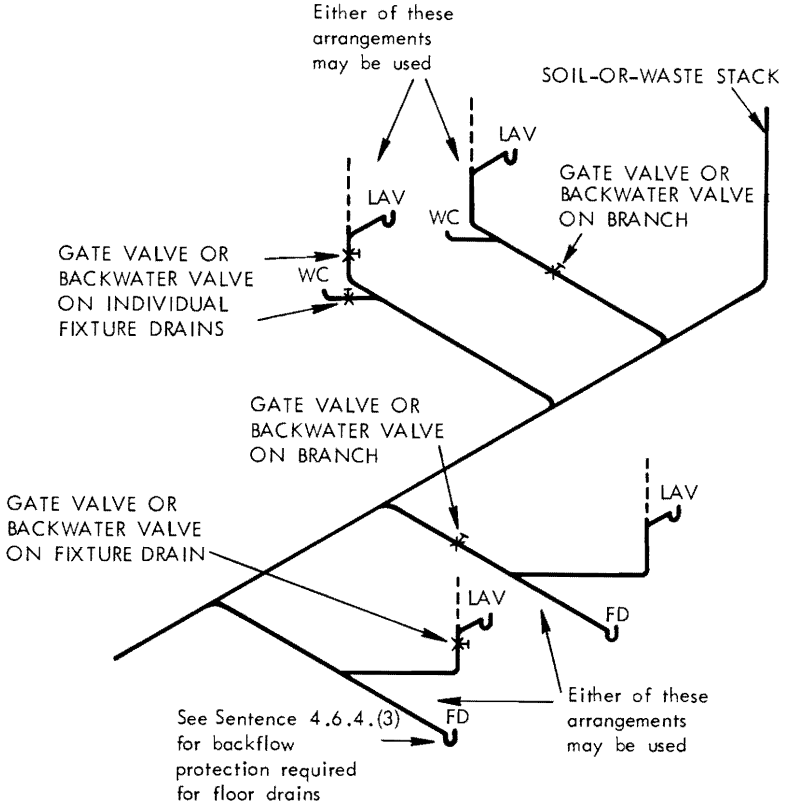 Either of these
arrangements
may be used
SOIL-OR-WASTE STACK
LAV
GATE VALVE OR
BACKWATER VALVE
ON BRANCH
LAV
WC
GATE VALVE OR
BACKWATER VALVE
ON INDIVIDUAL
FIXTURE DRAINS
WC
GATE VALVE OR
BACKWATER VALVE
ON BRANCH
GATE VALVE OR
BACKWATER VALVE
ON FIXTURE DRAIN
LAV
LAV
FD
Either of these
arrangements
may be used
See Sentence 4.6.4.(3)
for backflow
protection required
for floor drains
FD